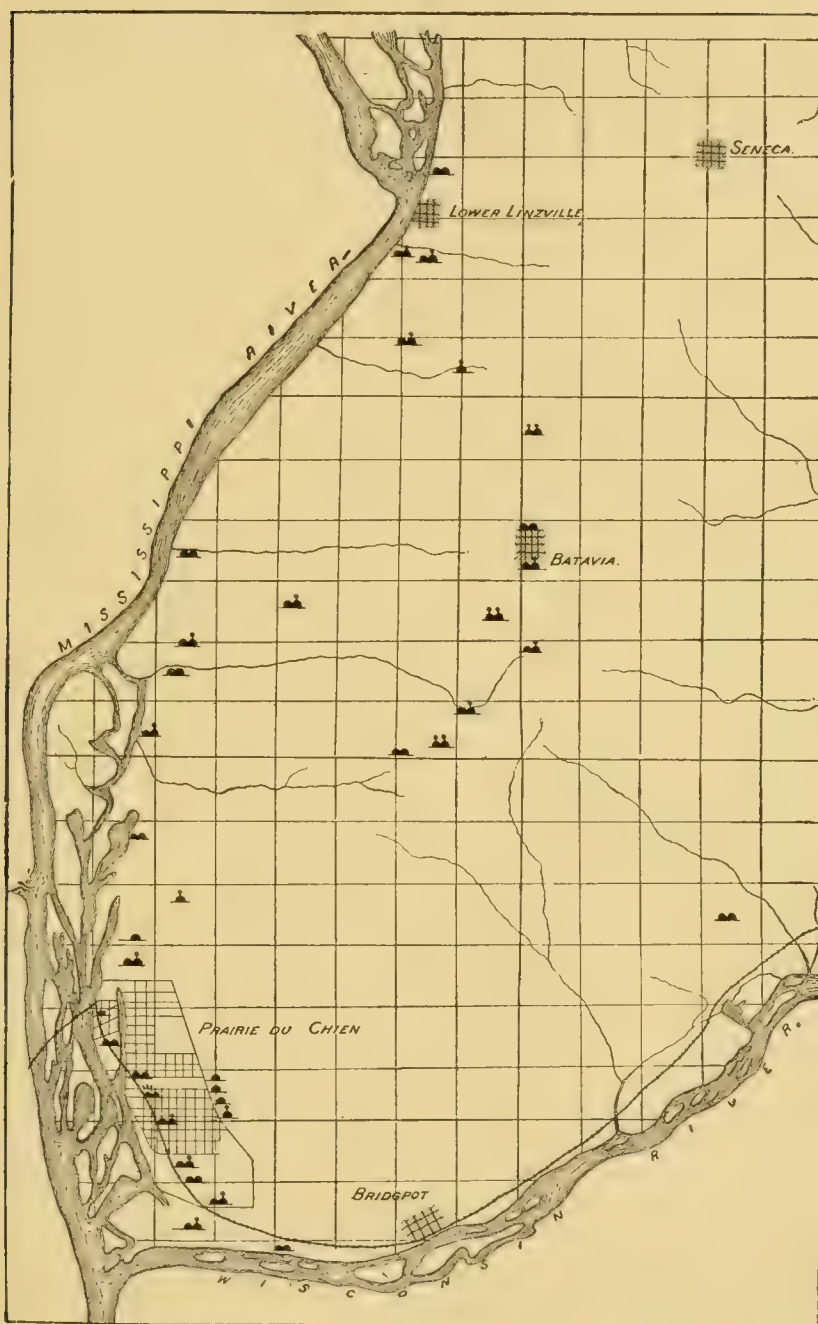 SENECA.
LOWER LINZVILLE
MISSISSIPPI RIVER
BATAVIA.
PRAIRIE DU CHIEN
BRIDGPOT
WISCONSIN RIVER.